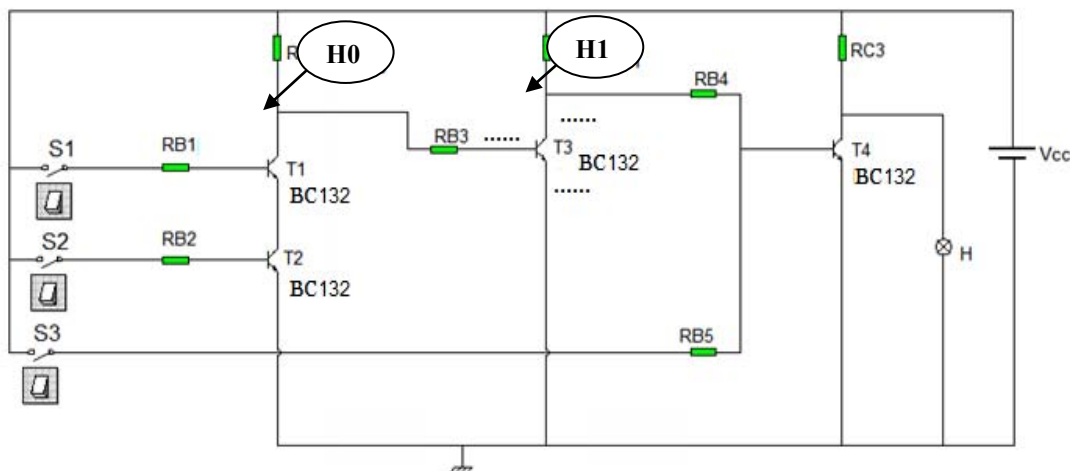 H0
H1
RC3
RB4
S1
RB1
RB3
......
......
T3
T4
Vcc
T1
BC132
BC132
BC132
......
S2
RB2
T2
H
BC132
S3
RB5